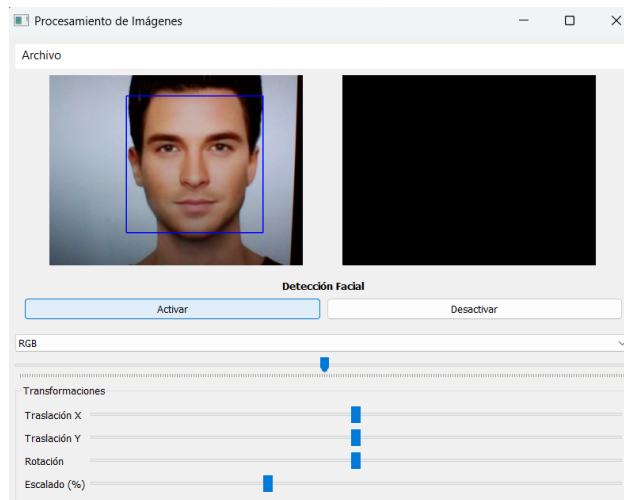 Procesamiento de Imágenes
Archivo
Detección Facial
Activar Desactivar
RGB
Transformaciones
Traslación X
Traslación Y
Rotación
Escalado (%)